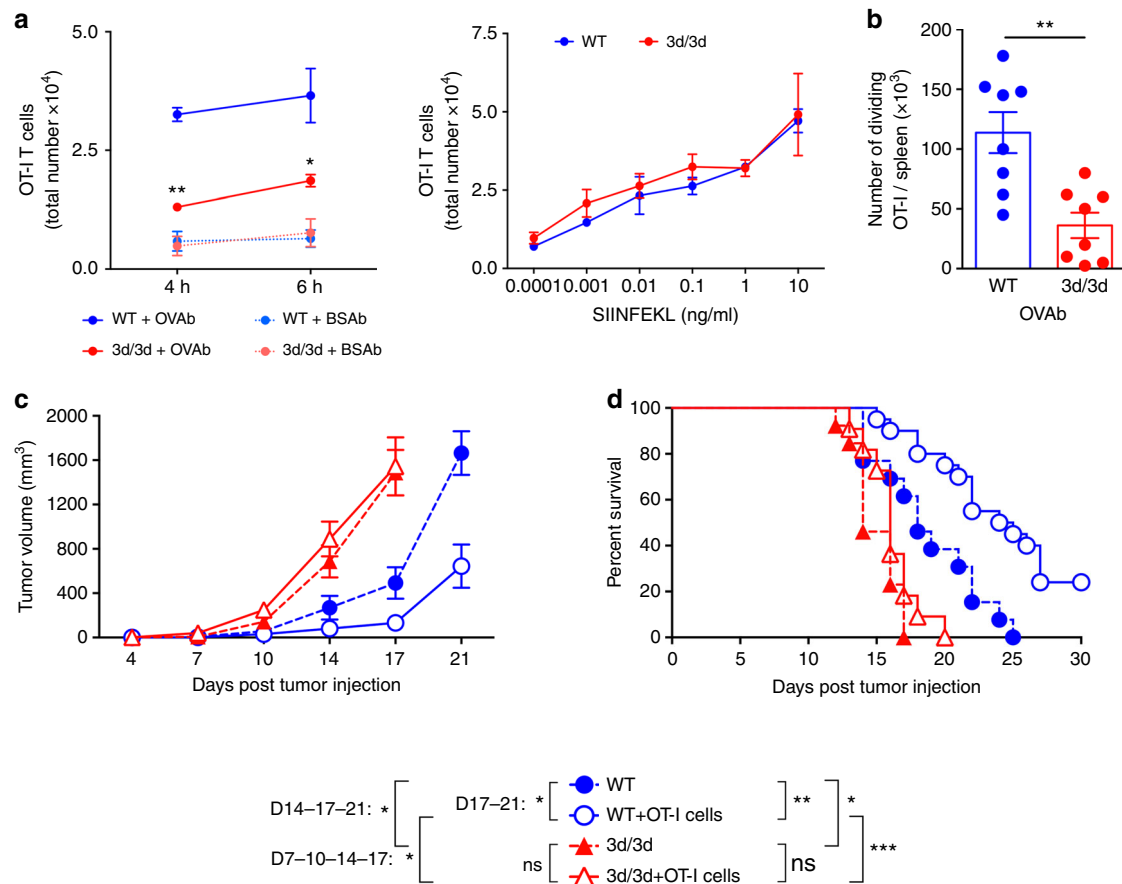 a
OT-I T cells
(total number ×10⁴)
5.0
2.5
0.0
**
*
4 h
6 h
WT + OVAb
WT + BSAb
3d/3d + OVAb
3d/3d + BSAb
OT-I T cells
(total number ×10⁴)
7.5
5.0
2.5
0.0
WT
3d/3d
0.0001
0.001
0.01
0.1
1
10
SIINFEKL (ng/ml)
b
Number of dividing
OT-I / spleen (×10³)
200
150
100
50
0
**
WT
3d/3d
OVAb
c
Tumor volume (mm³)
2000
1600
1200
800
400
0
4
7
10
14
17
21
Days post tumor injection
d
Percent survival
100
80
60
40
20
0
0
5
10
15
20
25
30
Days post tumor injection
D14–17–21: *
D17–21: *
WT
**
*
WT+OT-I cells
D7–10–14–17: *
ns
3d/3d
ns
***
3d/3d+OT-I cells